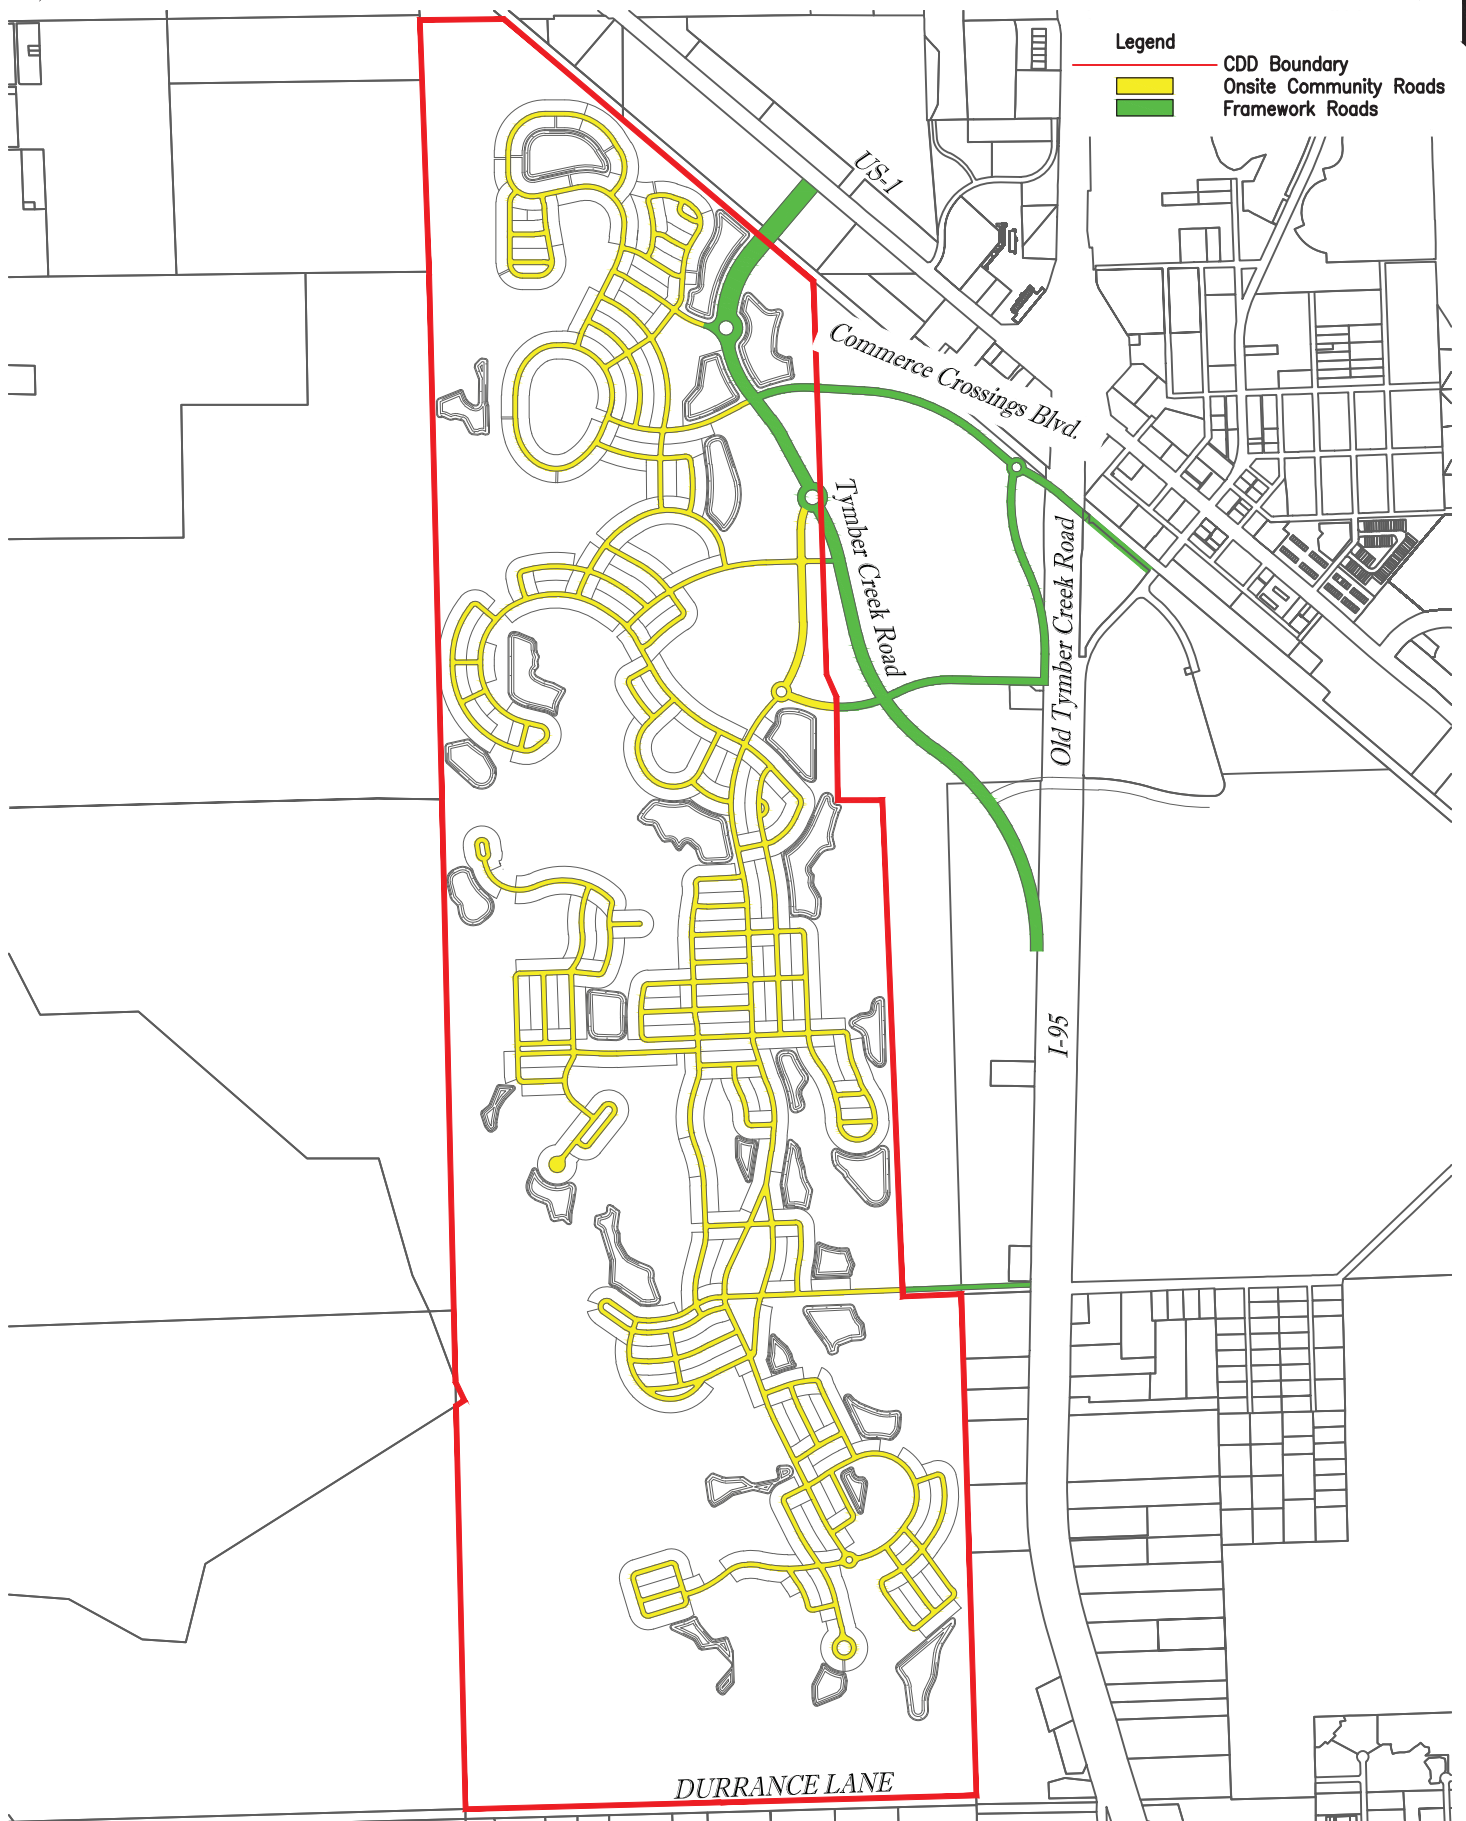 Legend
CDD Boundary
Onsite Community Roads
Framework Roads
US-1
Commerce Crossings Blvd.
Tymber Creek Road
Old Tymber Creek Road
I-95
DURRANCE LANE